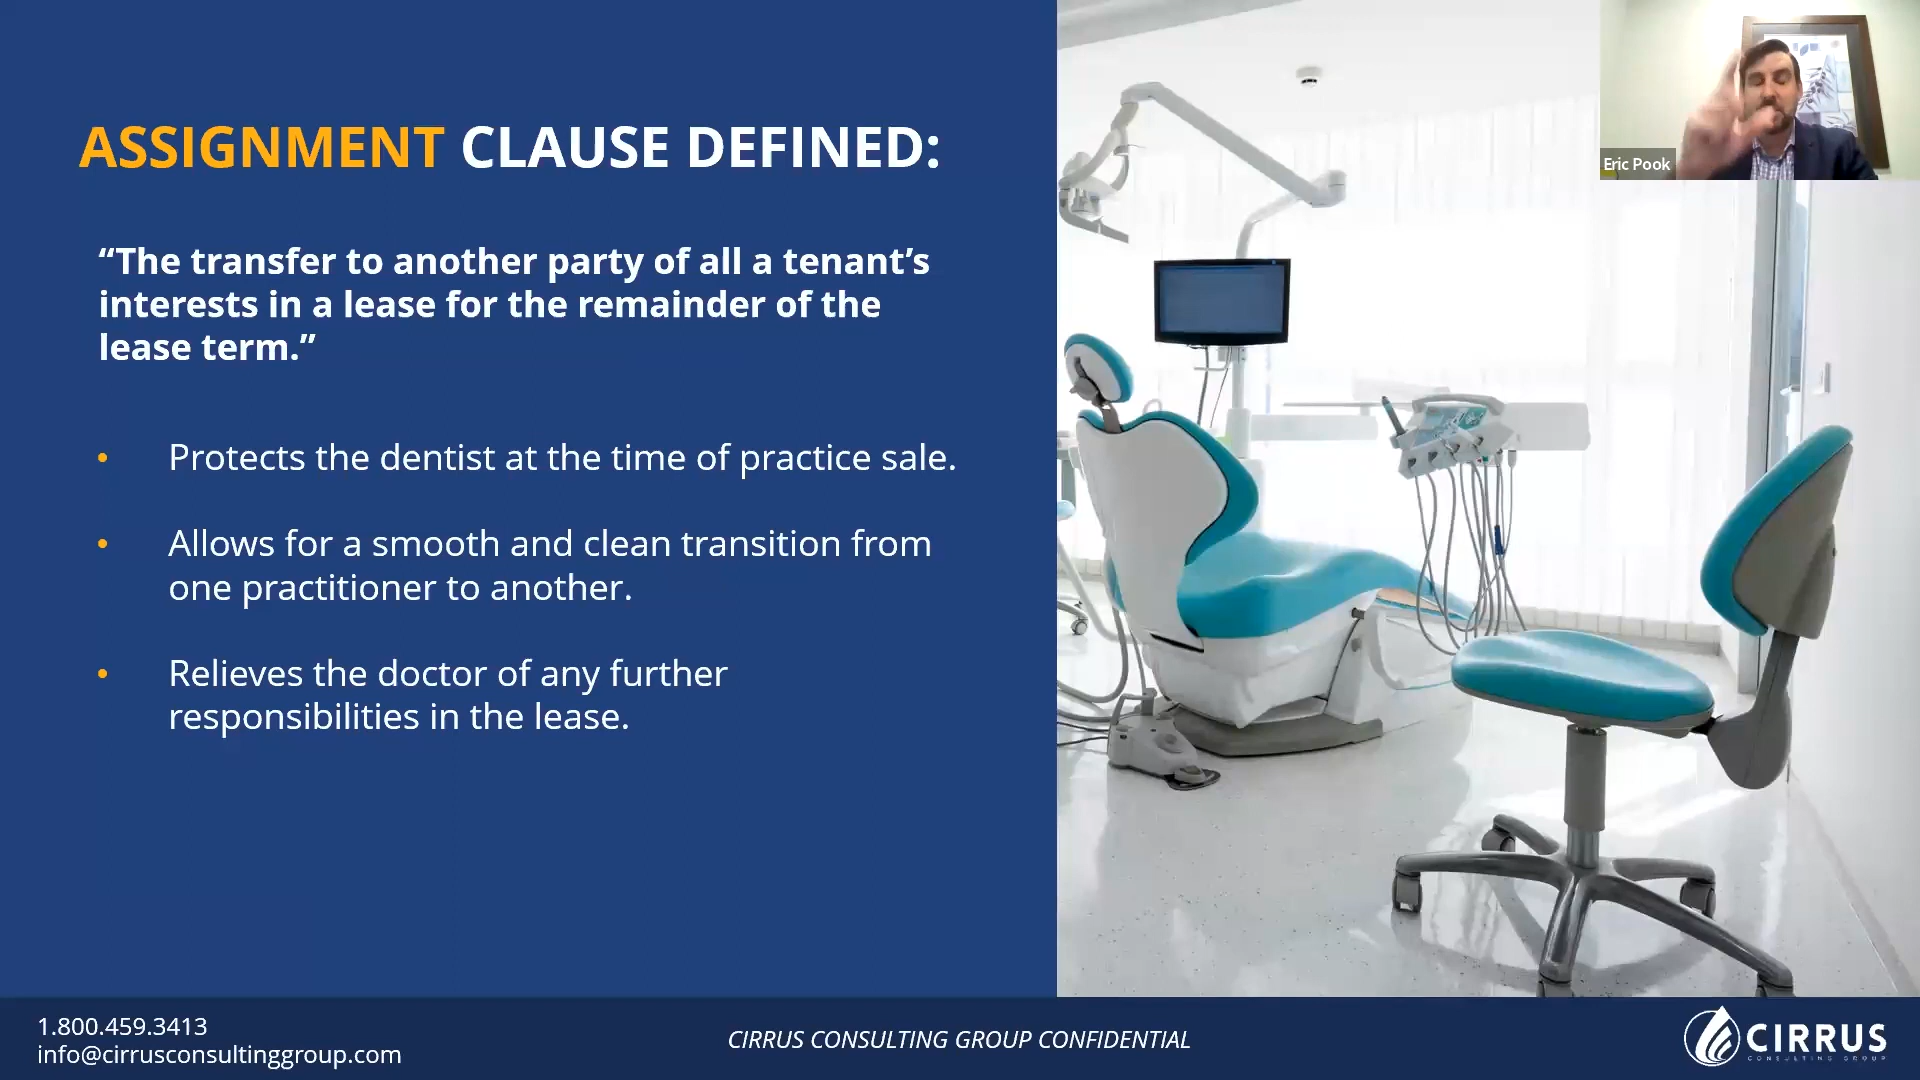 ASSIGNMENT CLAUSE DEFINED:
“The transfer to another party of all a tenant’s
interests in a lease for the remainder of the
lease term.”
• Protects the dentist at the time of practice sale.
• Allows for a smooth and clean transition from
one practitioner to another.
• Relieves the doctor of any further
responsibilities in the lease.
Eric Pook
1.800.459.3413
info@cirrusconsultinggroup.com
CIRRUS CONSULTING GROUP CONFIDENTIAL
CIRRUS
CONSULTING GROUP